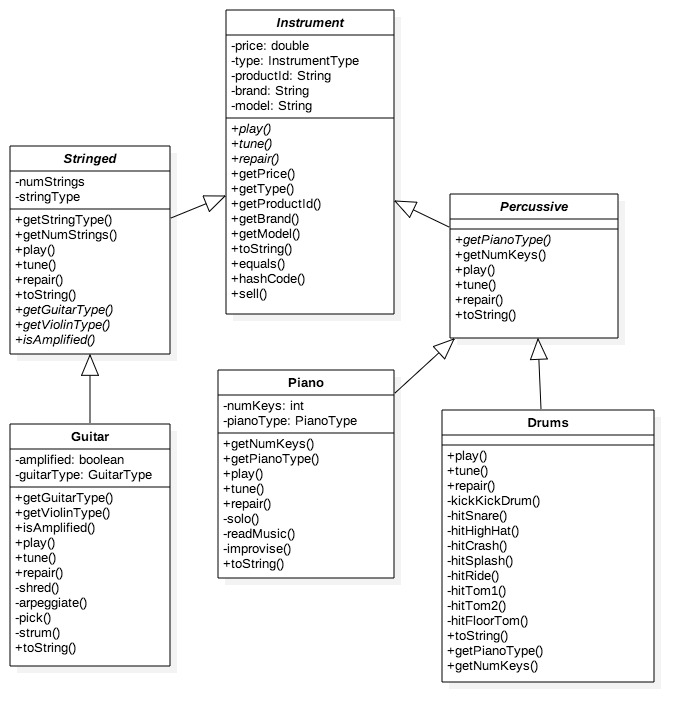 Instrument
-price: double
-type: InstrumentType
-productId: String
-brand: String
-model: String
+play()
+tune()
+repair()
+getPrice()
+getType()
+getProductId()
+getBrand()
+getModel()
+toString()
+equals()
+hashCode()
+sell()
Stringed
-numStrings
-stringType
+getStringType()
+getNumStrings()
+play()
+tune()
+repair()
+toString()
+getGuitarType()
+getViolinType()
+isAmplified()
Percussive
+getPianoType()
+getNumKeys()
+play()
+tune()
+repair()
+toString()
Guitar
-amplified: boolean
-guitarType: GuitarType
+getGuitarType()
+getViolinType()
+isAmplified()
+play()
+tune()
+repair()
-shred()
-arpeggiate()
-pick()
-strum()
+toString()
Piano
-numKeys: int
-pianoType: PianoType
+getNumKeys()
+getPianoType()
+play()
+tune()
+repair()
-solo()
-readMusic()
-improvise()
+toString()
Drums
+play()
+tune()
+repair()
-kickKickDrum()
-hitSnare()
-hitHighHat()
-hitCrash()
-hitSplash()
-hitRide()
-hitTom1()
-hitTom2()
-hitFloorTom()
+toString()
+getPianoType()
+getNumKeys()